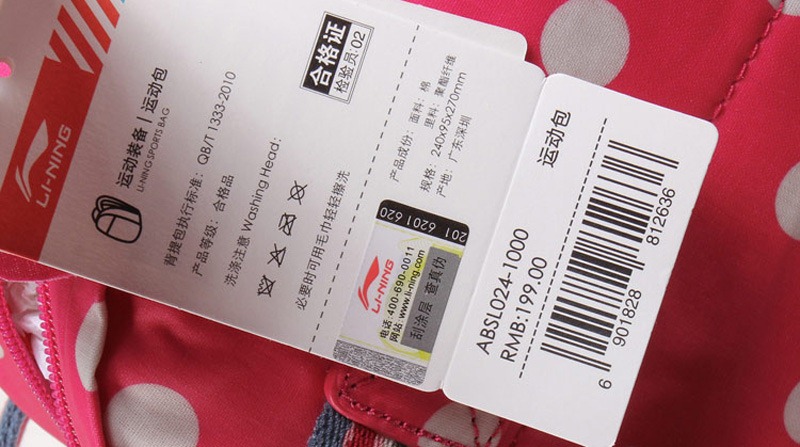 LI-NING
运动装备 | 运动包
LI-NING SPORTS BAG
背提包执行标准: QB/T 1333-2010
产品等级: 合格品
洗涤注意 Washing Head:
必要时可用毛巾轻轻擦洗
合格证
检验员:02
产品成份: 面料: 棉
里料: 聚酯纤维
规格: 240x95x270mm
产地: 广东深圳
201 6201 620
LI-NING
电话:400-690-0011
网站:www.li-ning.com
刮涂层 查真伪
运动包
ABSL024-1000
RMB:199.00
6 901828 812636